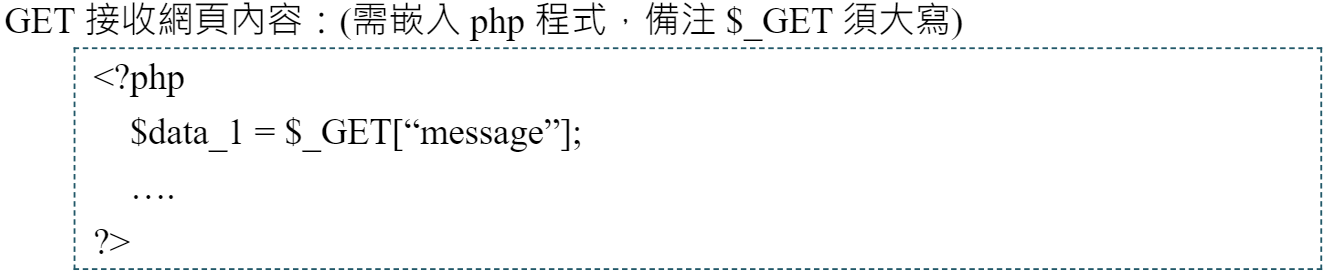 GET 接收網頁內容：(需嵌入 php 程式，備注 $_GET 須大寫)
<?php
$data_1 = $_GET[“message”];
….
?>